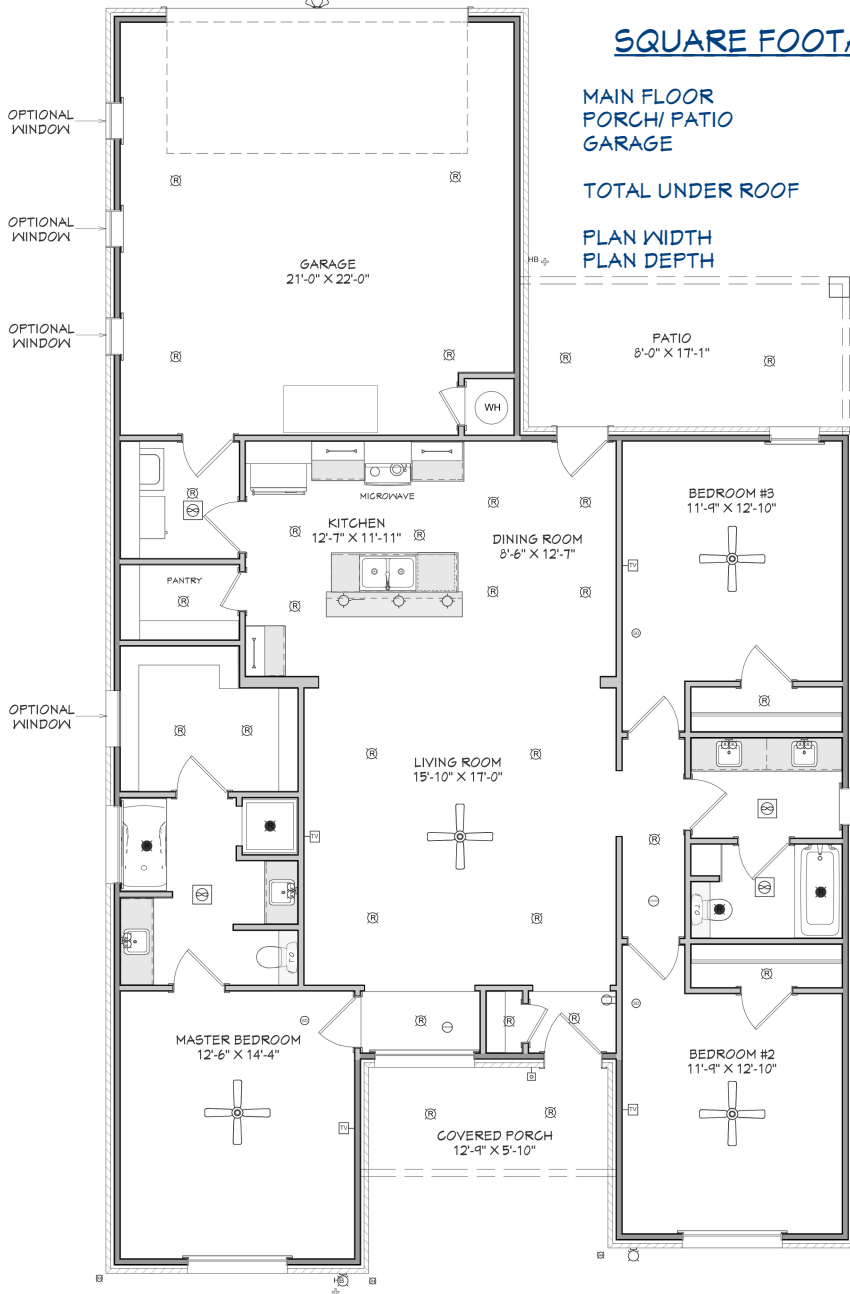 SQUARE FOOTA
MAIN FLOOR
PORCH/ PATIO
GARAGE
TOTAL UNDER ROOF
PLAN WIDTH
PLAN DEPTH
OPTIONAL
WINDOW
OPTIONAL
WINDOW
OPTIONAL
WINDOW
R
R
GARAGE
21'-0" X 22'-0"
HB
R
R
WH
PATIO
8'-0" X 17'-1"
R
R
MICROWAVE
R
KITCHEN
12'-7" X 11'-11"
R
R
R
R
DINING ROOM
8'-6" X 12'-7"
R
R
R
BEDROOM #3
11'-9" X 12'-10"
TV
SD
PANTRY
R
OPTIONAL
WINDOW
R
R
R
LIVING ROOM
15'-10" X 17'-0"
R
R
TV
R
R
R
R
MASTER BEDROOM
12'-6" X 14'-4"
SD
TV
R
R
R
R
SD
BEDROOM #2
11'-9" X 12'-10"
TV
R
R
COVERED PORCH
12'-9" X 5'-10"
HB